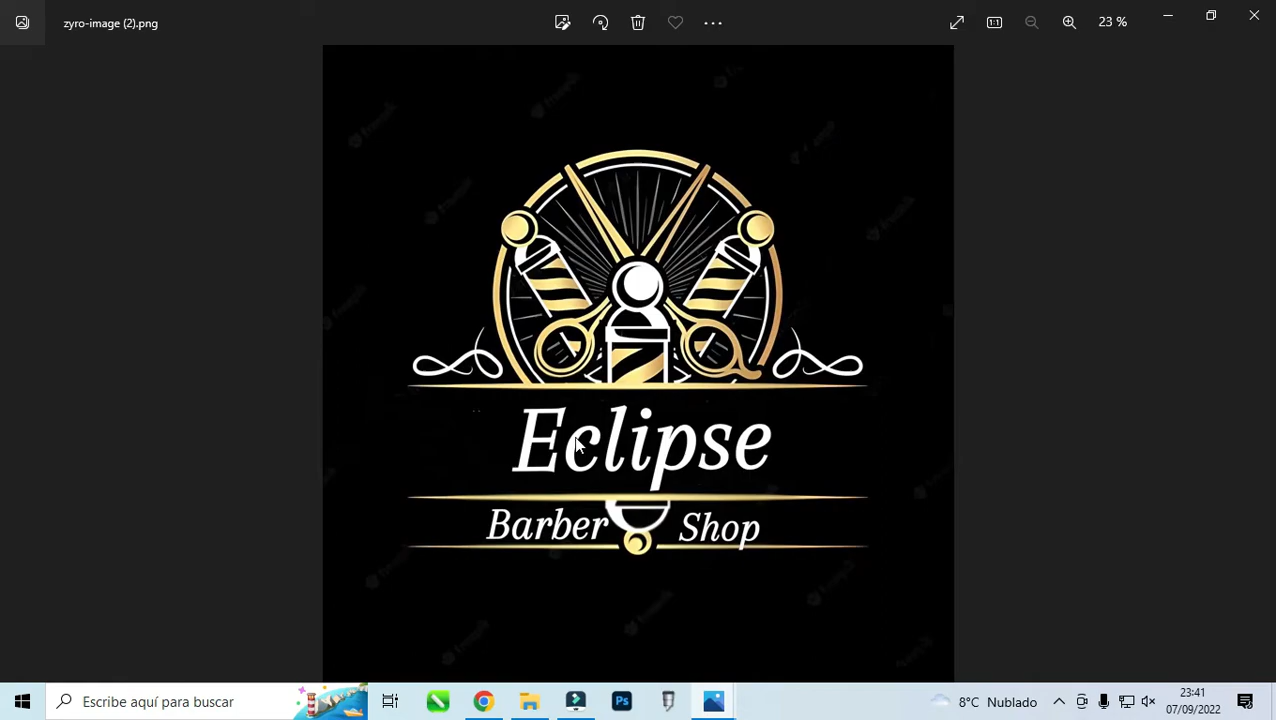 zyro-image (2).png
23 %
Eclipse
Barber Shop
Escribe aquí para buscar
Ps
8°C Nublado
23:41
07/09/2022